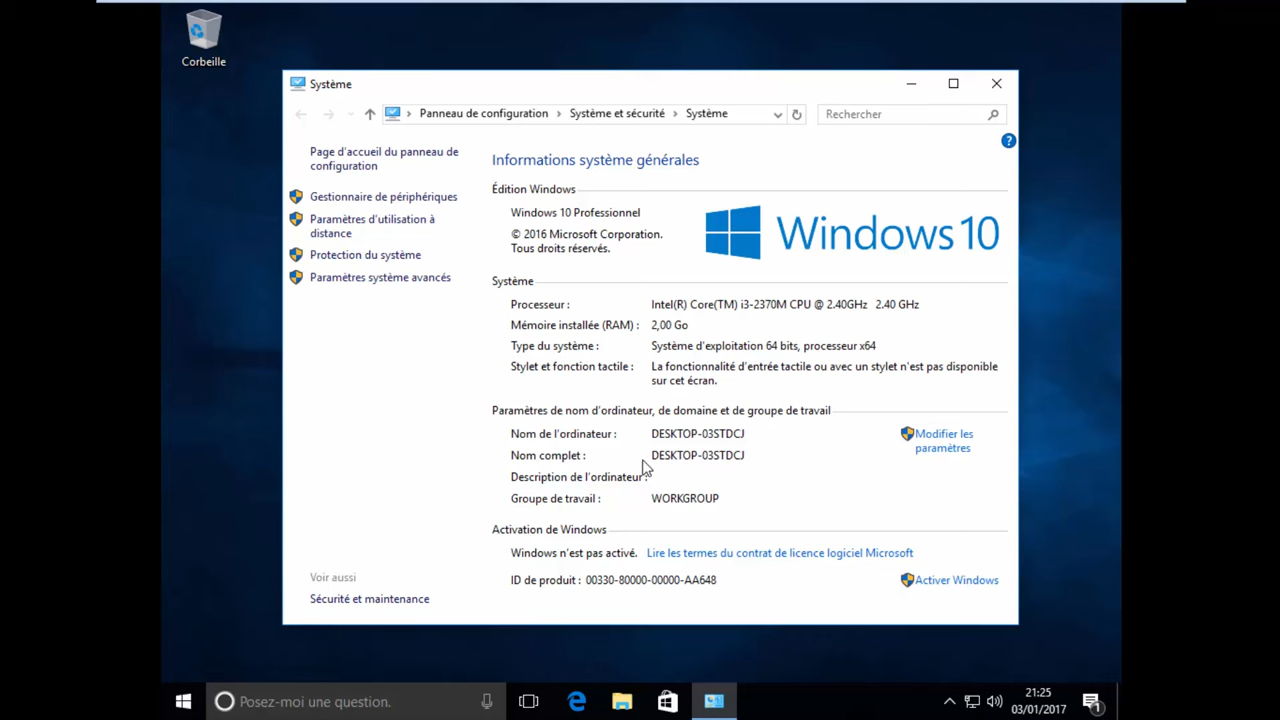 Corbeille
Système
Panneau de configuration > Système et sécurité > Système
Rechercher
Page d'accueil du panneau de
configuration
Gestionnaire de périphériques
Paramètres d'utilisation à
distance
Protection du système
Paramètres système avancés
Voir aussi
Sécurité et maintenance
Informations système générales
Édition Windows
Windows 10 Professionnel
© 2016 Microsoft Corporation.
Tous droits réservés.
Windows 10
Système
Processeur : Intel(R) Core(TM) i3-2370M CPU @ 2.40GHz 2.40 GHz
Mémoire installée (RAM) : 2,00 Go
Type du système : Système d'exploitation 64 bits, processeur x64
Stylet et fonction tactile : La fonctionnalité d'entrée tactile ou avec un stylet n'est pas disponible
sur cet écran.
Paramètres de nom d'ordinateur, de domaine et de groupe de travail
Nom de l'ordinateur : DESKTOP-03STDCJ
Modifier les
paramètres
Nom complet : DESKTOP-03STDCJ
Description de l'ordinateur :
Groupe de travail : WORKGROUP
Activation de Windows
Windows n'est pas activé. Lire les termes du contrat de licence logiciel Microsoft
ID de produit : 00330-80000-00000-AA648
Activer Windows
Posez-moi une question.
21:25
03/01/2017
1